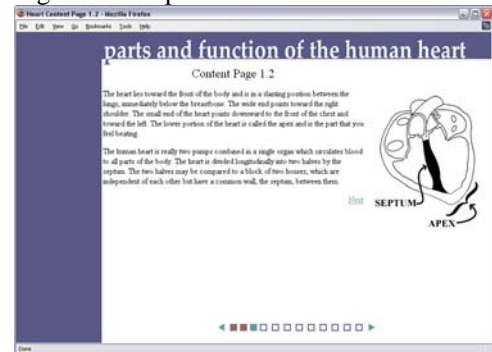 Heart Content Page 1.2 - Mozilla Firefox
File Edit View Go Bookmarks Tools Help
parts and function of the human heart
Content Page 1.2
The heart lies toward the front of the body and is in a slanting position between the
lungs, immediately below the breastbone. The wide end points toward the right
shoulder. The small end of the heart points downward to the front of the chest and
toward the left. The lower portion of the heart is called the apex and is the part that you
feel beating.
The human heart is really two pumps combined in a single organ which circulates blood
to all parts of the body. The heart is divided longitudinally into two halves by the
septum. The two halves may be compared to a block of two houses, which are
independent of each other but have a common wall, the septum, between them.
Next
SEPTUM
APEX
Done